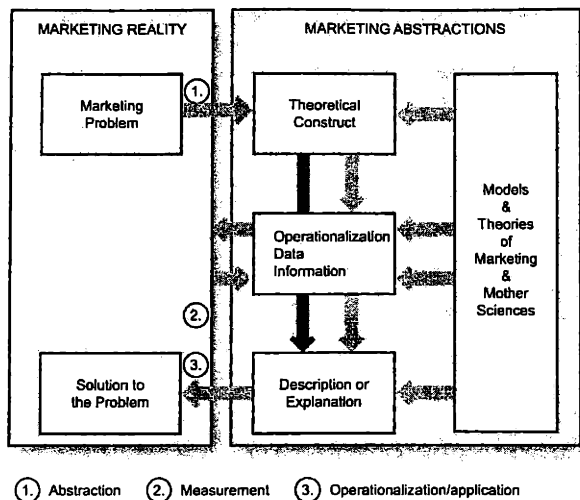 MARKETING REALITY
MARKETING ABSTRACTIONS
1.
Marketing
Problem
Theoretical
Construct
Models
&
Theories
of
Marketing
&
Mother
Sciences
Operationalization
Data
Information
2.
3.
Solution to
the Problem
Description or
Explanation
1. Abstraction 2. Measurement 3. Operationalization/application